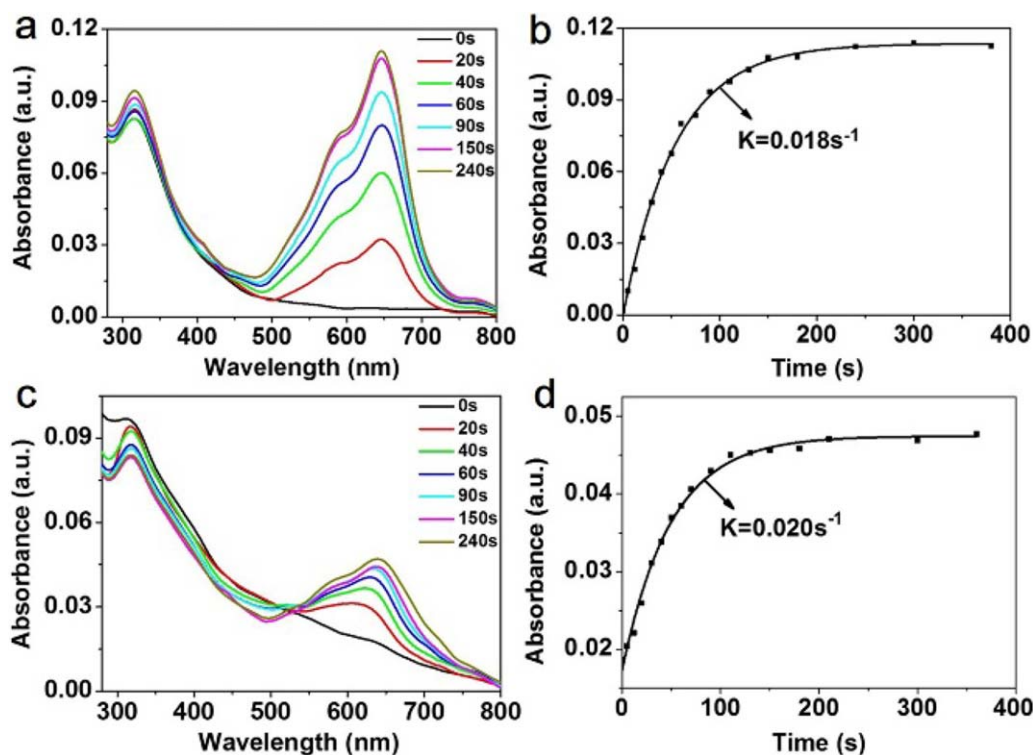 a
0.12
0.09
0.06
0.03
0.00
Absorbance (a.u.)
300 400 500 600 700 800
Wavelength (nm)
0s
20s
40s
60s
90s
150s
240s
b
0.12
0.09
0.06
0.03
0.00
Absorbance (a.u.)
0 100 200 300 400
Time (s)
K=0.018s⁻¹
c
0.09
0.06
0.03
0.00
Absorbance (a.u.)
300 400 500 600 700 800
Wavelength (nm)
0s
20s
40s
60s
90s
150s
240s
d
0.05
0.04
0.03
0.02
Absorbance (a.u.)
0 100 200 300 400
Time (s)
K=0.020s⁻¹